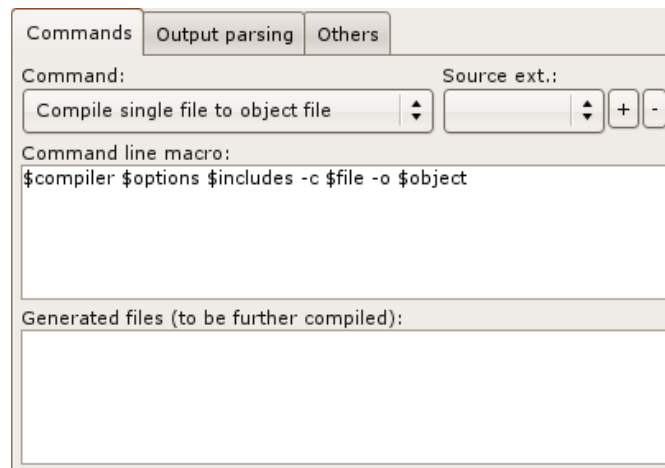 Commands Output parsing Others
Command: Source ext.:
Compile single file to object file + -
Command line macro:
$compiler $options $includes -c $file -o $object
Generated files (to be further compiled):